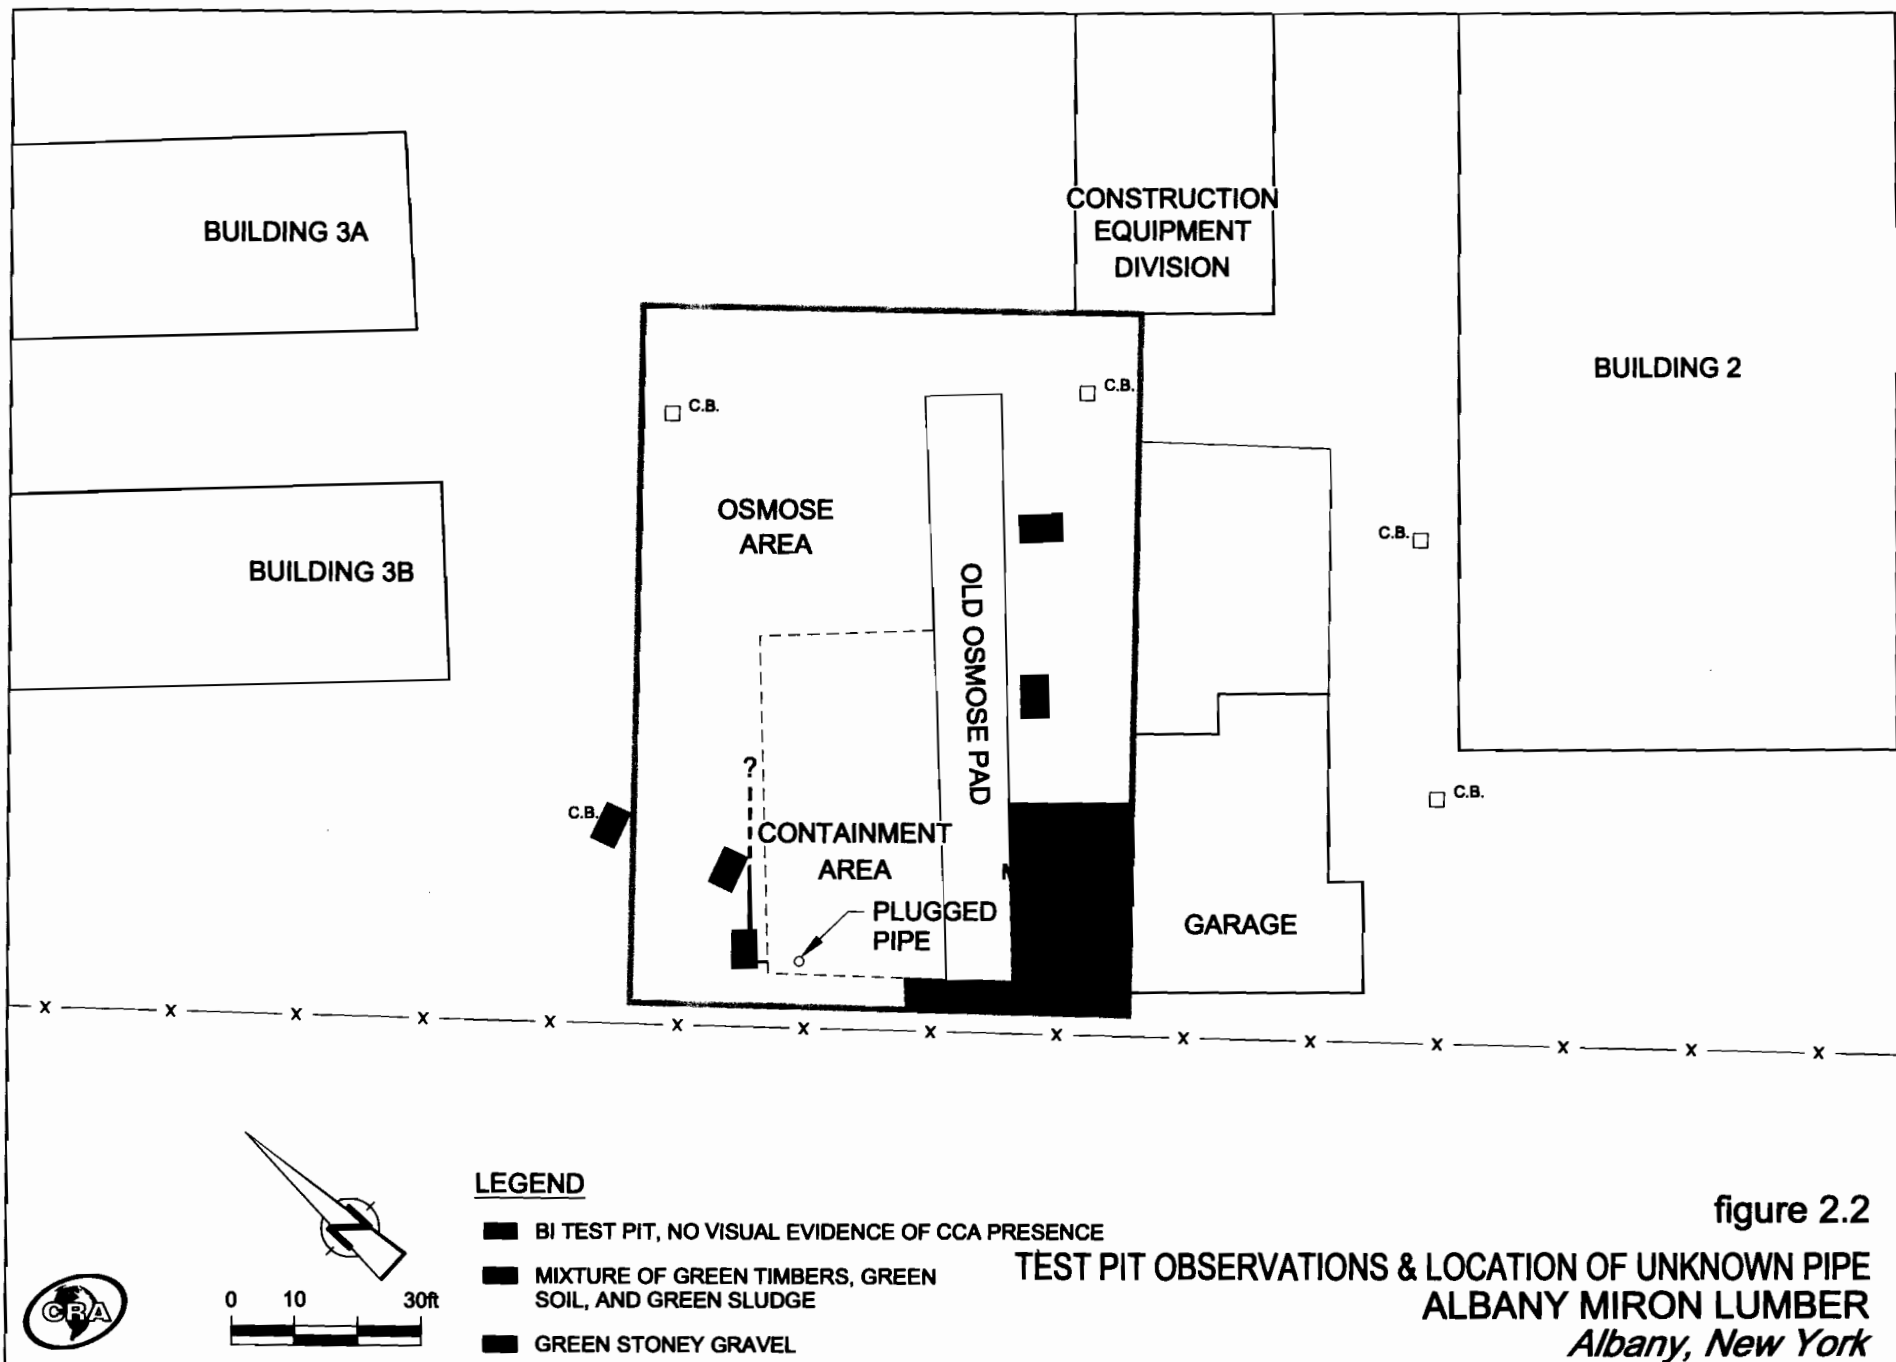 CONSTRUCTION
EQUIPMENT
DIVISION
BUILDING 3A
BUILDING 2
C.B.
C.B.
OSMOSE
AREA
C.B.
BUILDING 3B
OLD OSMOSE PAD
?
C.B.
C.B.
CONTAINMENT
AREA
PLUGGED
PIPE
GARAGE
x x x x x x x x x x x x x x x
LEGEND
BI TEST PIT, NO VISUAL EVIDENCE OF CCA PRESENCE
MIXTURE OF GREEN TIMBERS, GREEN
SOIL, AND GREEN SLUDGE
GREEN STONEY GRAVEL
0 10 30ft
CRA
figure 2.2
TEST PIT OBSERVATIONS & LOCATION OF UNKNOWN PIPE
ALBANY MIRON LUMBER
Albany, New York